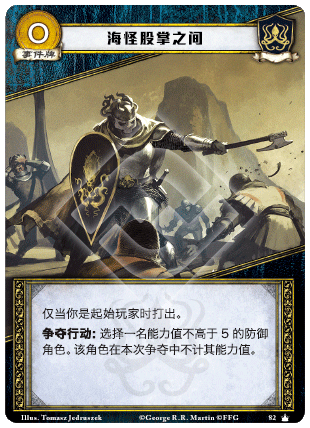 海怪股掌之间
0
事件牌
仅当你是起始玩家时打出。
争夺行动: 选择一名能力值不高于 5 的防御
角色。该角色在本次争夺中不计其能力值。
Illus. Tomasz Jedruszek ©George R.R. Martin ©FFG 82